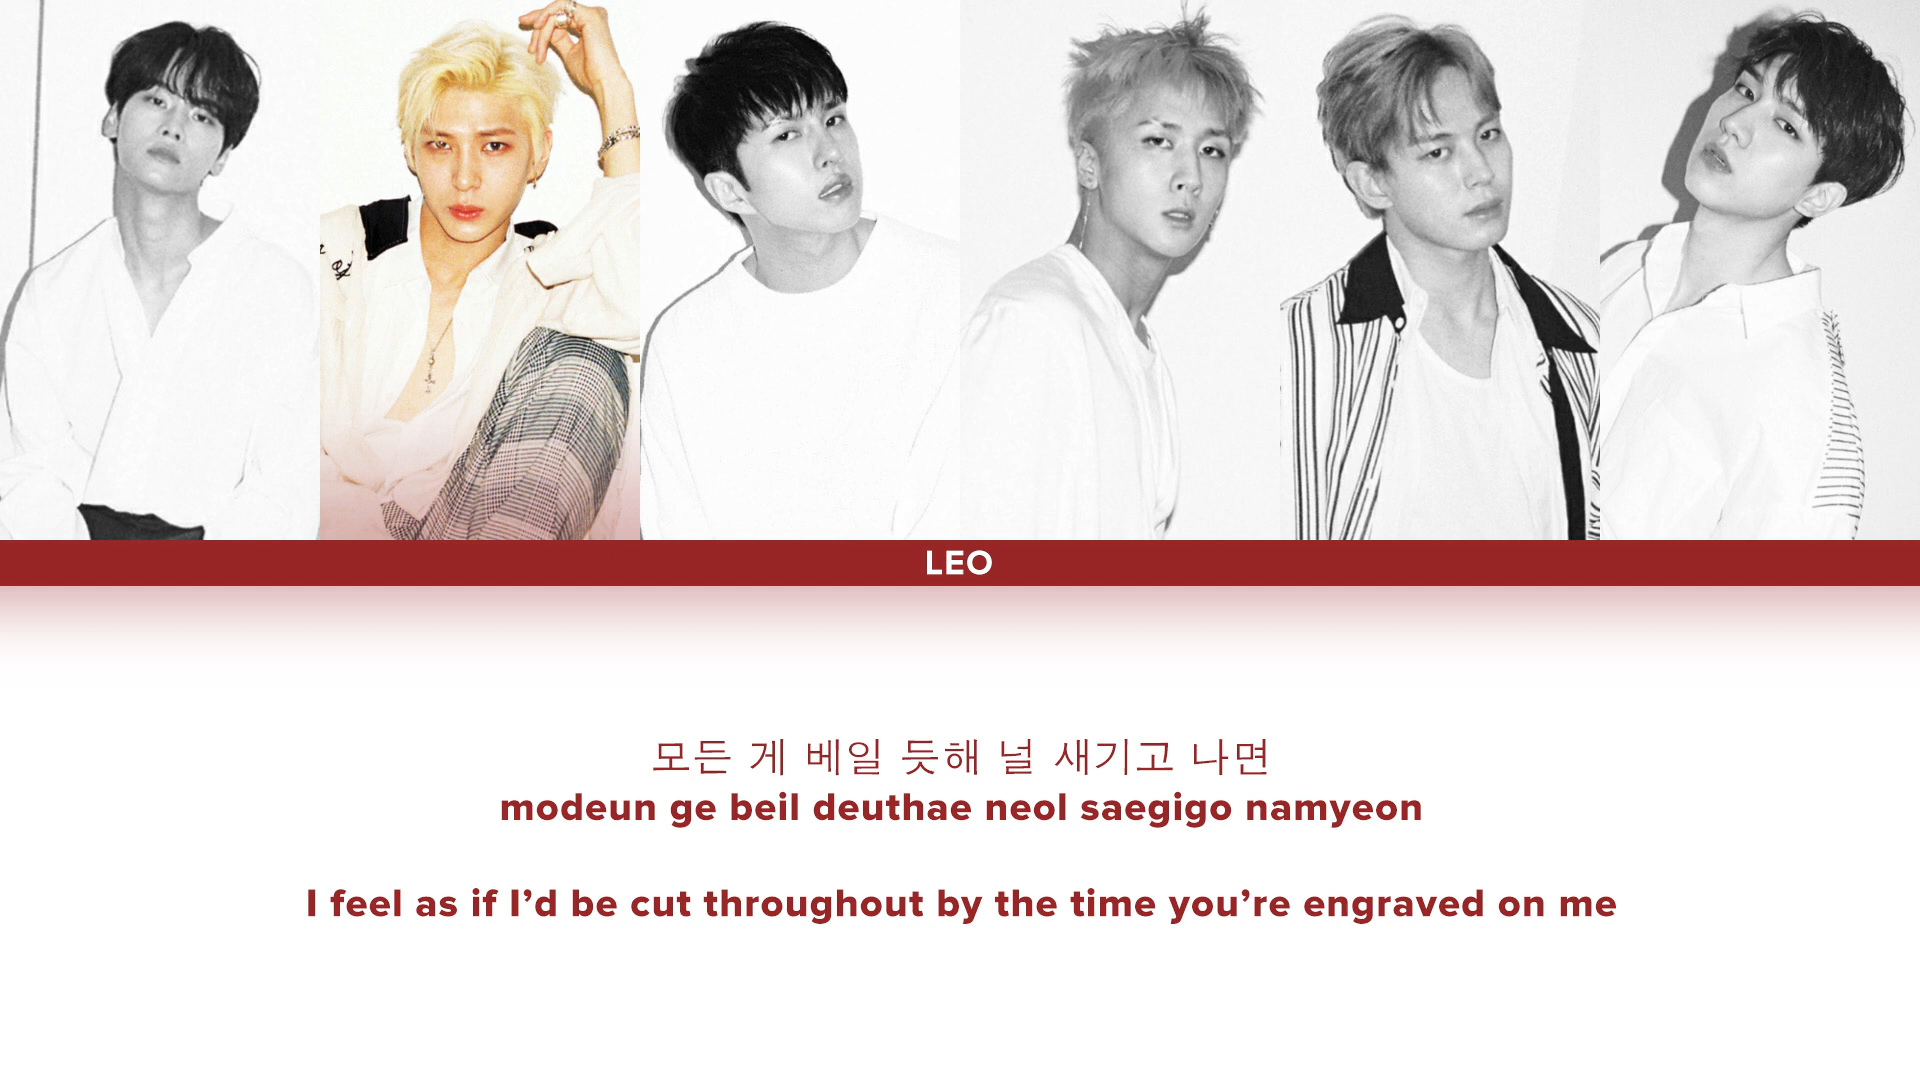 LEO
모든 게 베일 듯해 널 새기고 나면
modeun ge beil deuthae neol saegigo namyeon
I feel as if I’d be cut throughout by the time you’re engraved on me